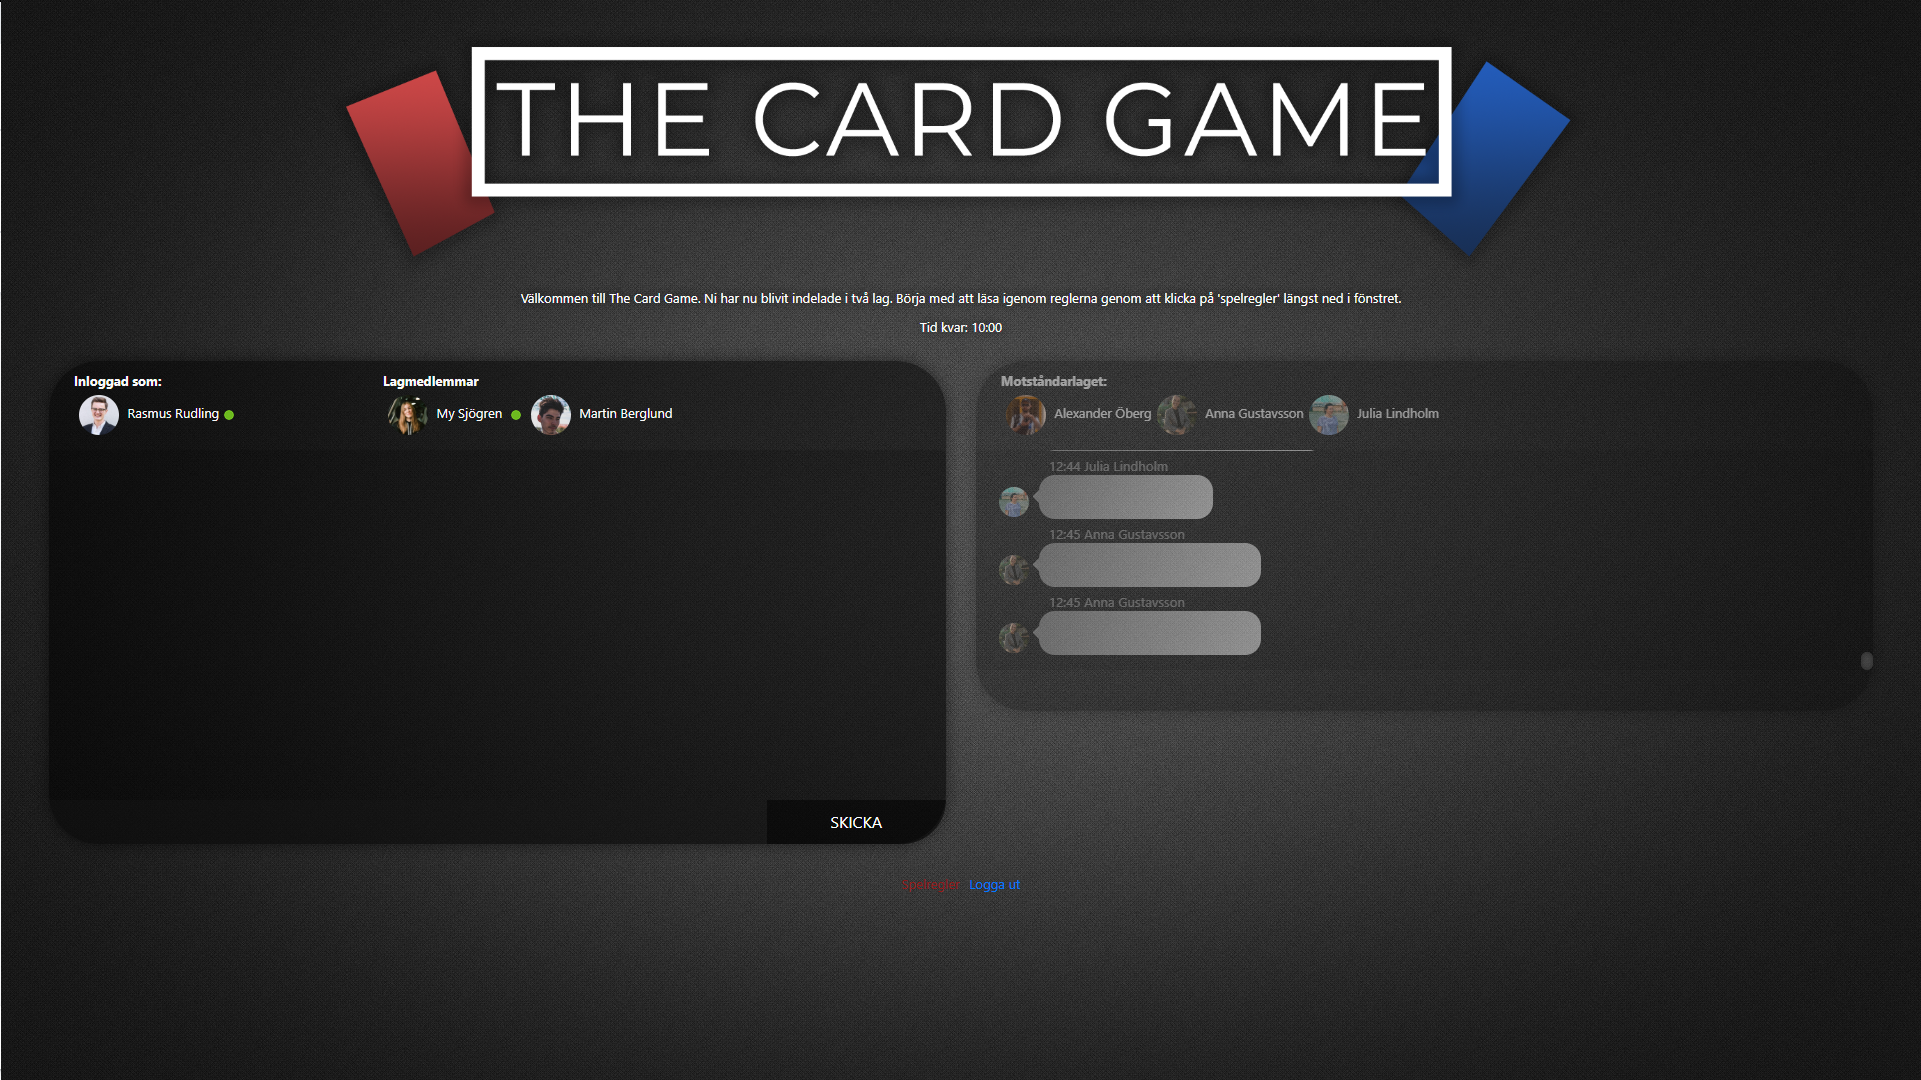 THE CARD GAME
Välkommen till The Card Game. Ni har nu blivit indelade i två lag. Börja med att läsa igenom reglerna genom att klicka på 'spelregler' längst ned i fönstret.
Tid kvar: 10:00
Inloggad som:
Rasmus Rudling
Lagmedlemmar
My Sjögren
Martin Berglund
SKICKA
Motståndarlaget:
Alexander Öberg
Anna Gustavsson
Julia Lindholm
12:44 Julia Lindholm
12:45 Anna Gustavsson
12:45 Anna Gustavsson
Spelregler Logga ut